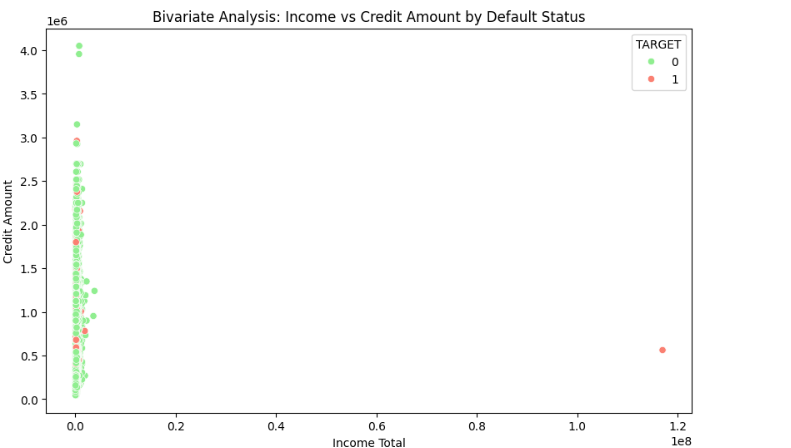 Bivariate Analysis: Income vs Credit Amount by Default Status
1e6
TARGET
0
1
4.0
3.5
3.0
2.5
2.0
1.5
1.0
0.5
0.0
Credit Amount
0.0 0.2 0.4 0.6 0.8 1.0 1.2
1e8
Income Total